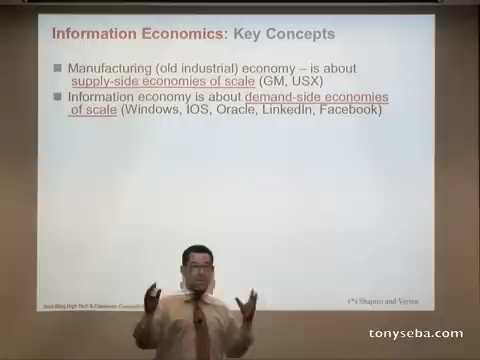 Information Economics: Key Concepts
Manufacturing (old industrial) economy – is about
supply-side economies of scale (GM, USX)
Information economy is about demand-side economies
of scale (Windows, IOS, Oracle, LinkedIn, Facebook)
(*) Shapiro and Varian
tonyseba.com